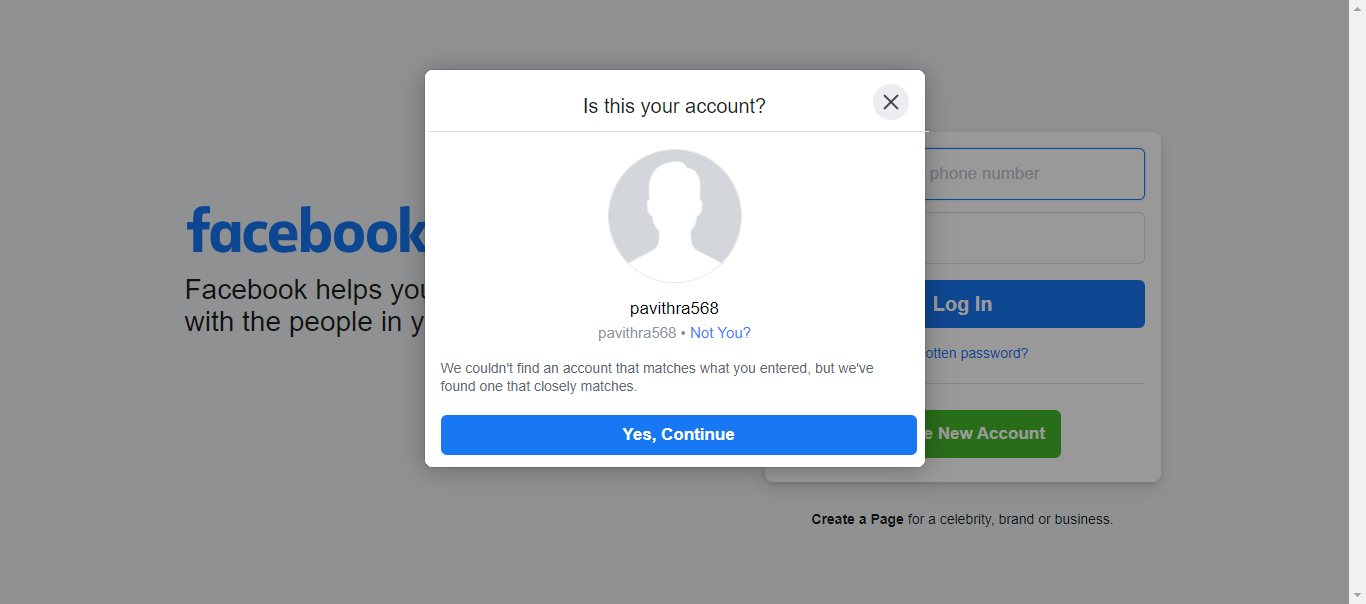 Is this your account?
pavithra568
pavithra568 • Not You?
We couldn't find an account that matches what you entered, but we've
found one that closely matches.
Yes, Continue
facebook
Facebook helps you
with the people in y
phone number
Log In
otten password?
e New Account
Create a Page for a celebrity, brand or business.